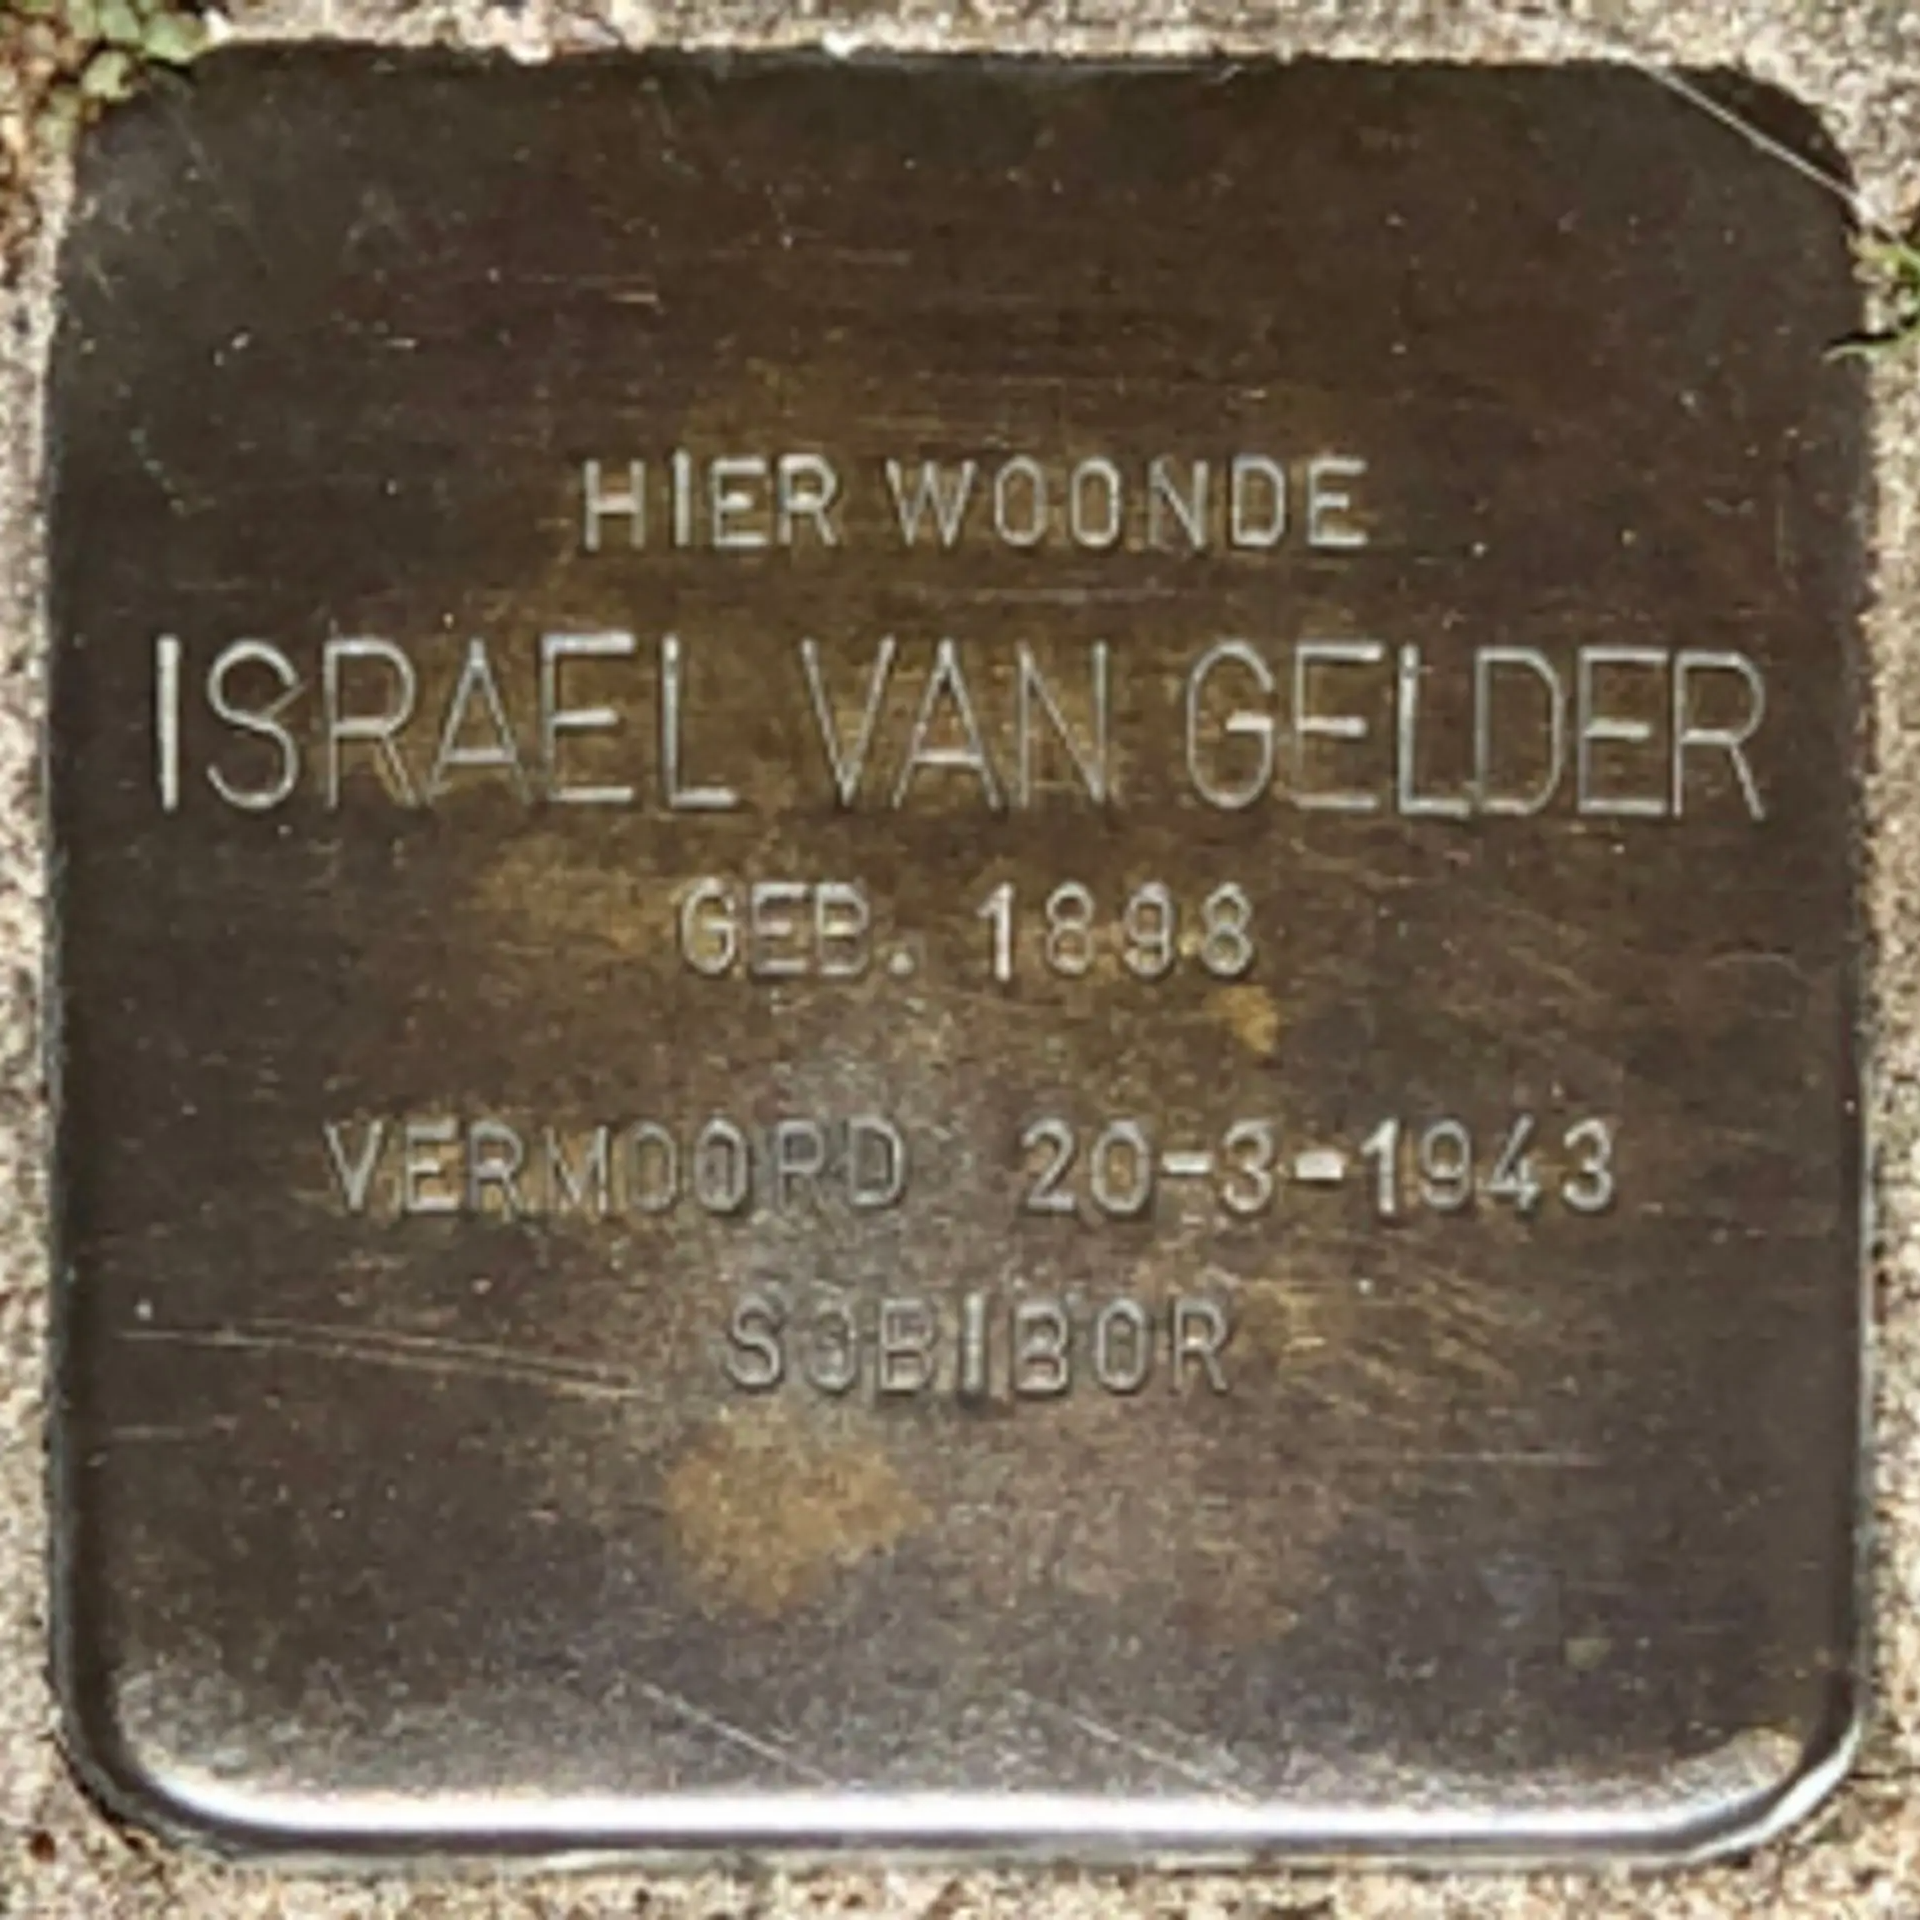 HIER WOONDE
ISRAEL VAN GELDER
GEB. 1898
VERMOORD 20-3-1943
SOBIBOR